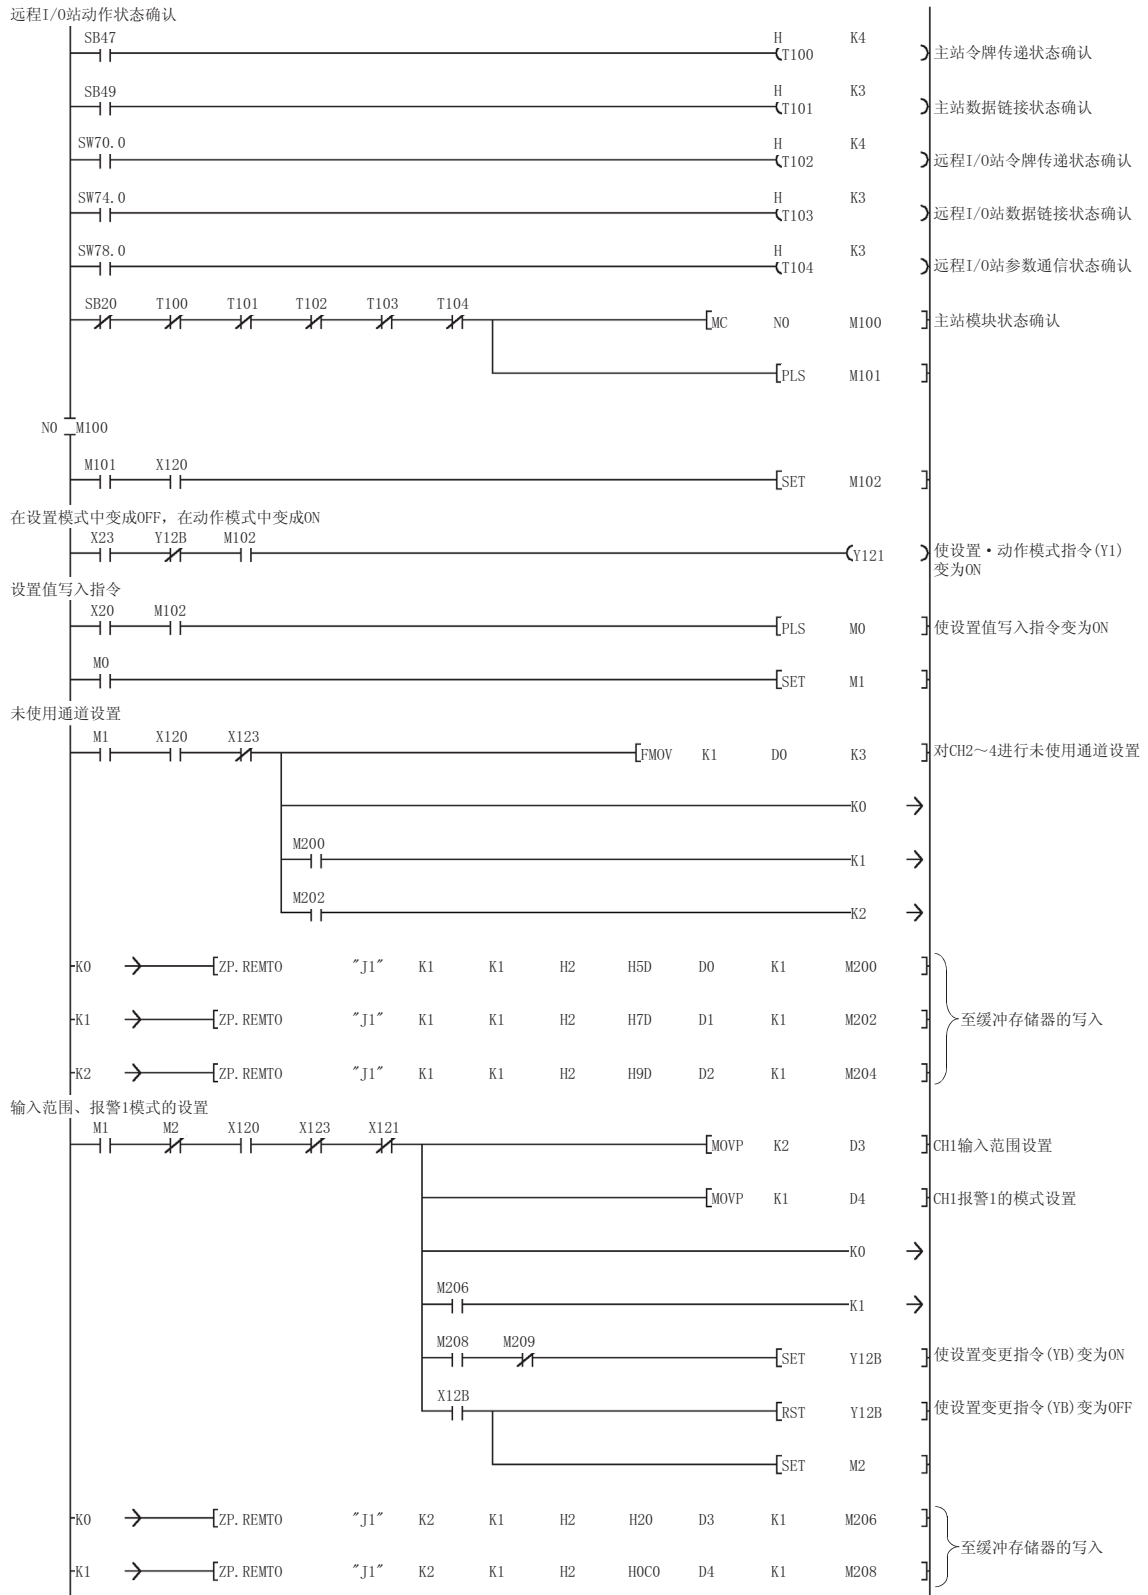 远程I/O站动作状态确认
SB47 H K4
T100 主站令牌传递状态确认
SB49 H K3
T101 主站数据链接状态确认
SW70.0 H K4
T102 远程I/O站令牌传递状态确认
SW74.0 H K3
T103 远程I/O站数据链接状态确认
SW78.0 H K3
T104 远程I/O站参数通信状态确认
SB20 T100 T101 T102 T103 T104
MC N0 M100 主站模块状态确认
PLS M101
N0 M100
M101 X120
SET M102
在设置模式中变成OFF，在动作模式中变成ON
X23 Y12B M102
Y121 使设置・动作模式指令(Y1)
变为ON
设置值写入指令
X20 M102
PLS M0 使设置值写入指令变为ON
M0
SET M1
未使用通道设置
M1 X120 X123
FMOV K1 D0 K3 对CH2～4进行未使用通道设置
K0
M200
K1
M202
K2
K0 ZP.REMTO "J1" K1 K1 H2 H5D D0 K1 M200
K1 ZP.REMTO "J1" K1 K1 H2 H7D D1 K1 M202 至缓冲存储器的写入
K2 ZP.REMTO "J1" K1 K1 H2 H9D D2 K1 M204
输入范围、报警1模式的设置
M1 M2 X120 X123 X121
MOVP K2 D3 CH1输入范围设置
MOVP K1 D4 CH1报警1的模式设置
K0
M206
K1
M208 M209
SET Y12B 使设置变更指令(YB)变为ON
X12B
RST Y12B 使设置变更指令(YB)变为OFF
SET M2
K0 ZP.REMTO "J1" K2 K1 H2 H20 D3 K1 M206
至缓冲存储器的写入
K1 ZP.REMTO "J1" K2 K1 H2 H0C0 D4 K1 M208